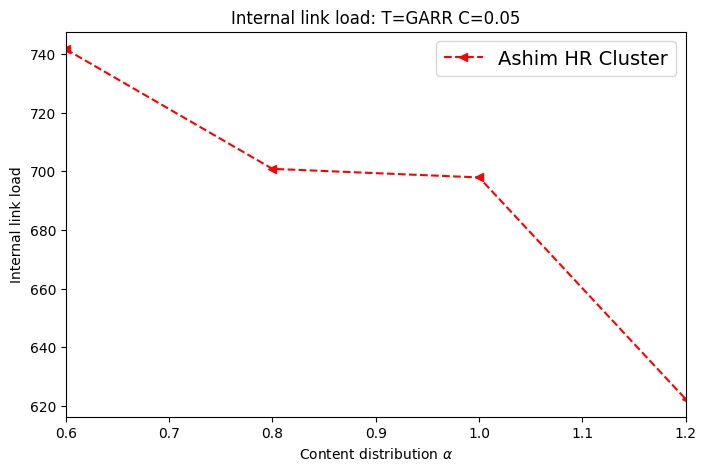 Internal link load: T=GARR C=0.05
Ashim HR Cluster
Internal link load
740
720
700
680
660
640
620
0.6 0.7 0.8 0.9 1.0 1.1 1.2
Content distribution α